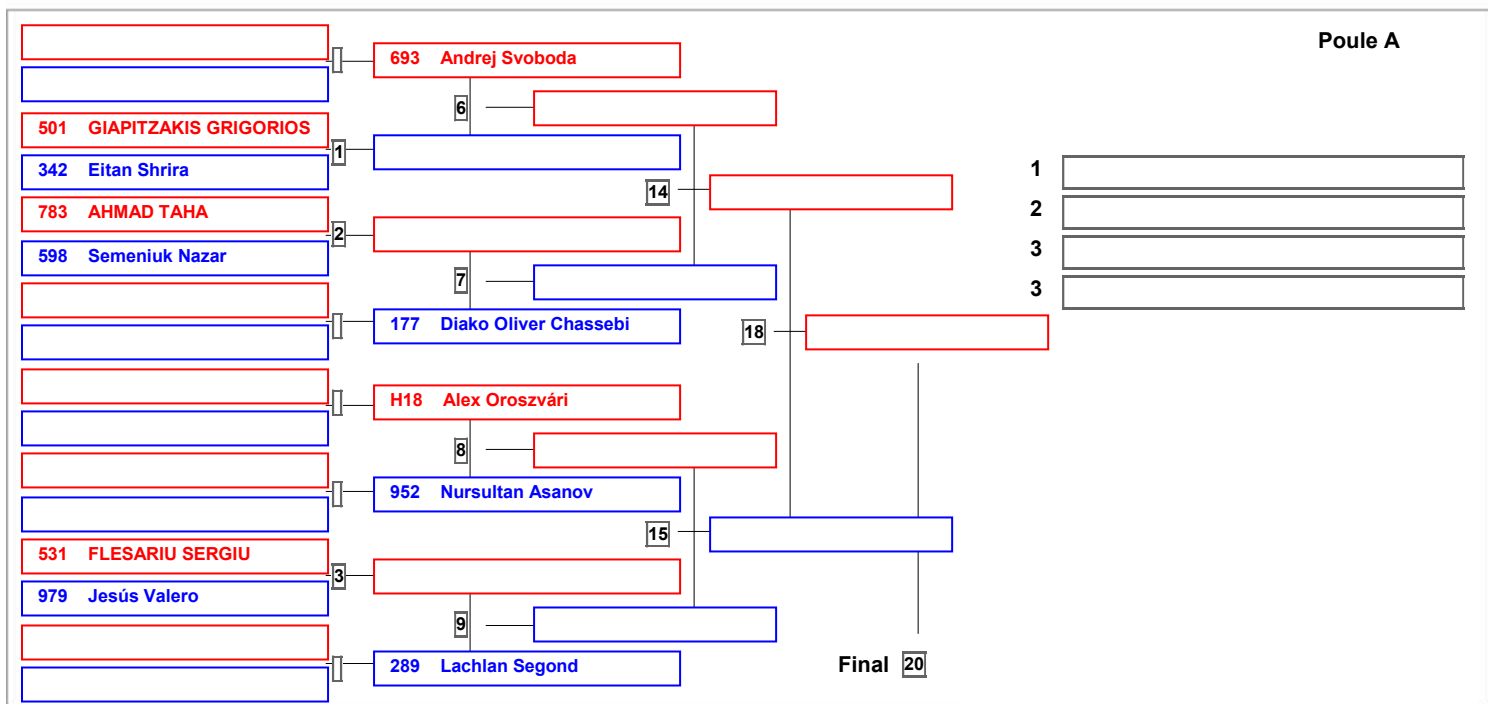 Poule A
693 Andrej Svoboda
6
501 GIAPITZAKIS GRIGORIOS
1
342 Eitan Shrira
1
14
783 AHMAD TAHA
2
2
598 Semeniuk Nazar
3
7
3
177 Diako Oliver Chassebi
18
H18 Alex Oroszvári
8
952 Nursultan Asanov
15
531 FLESARIU SERGIU
3
979 Jesús Valero
9
289 Lachlan Segond
Final 20